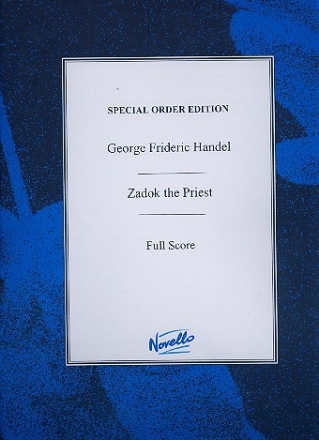 SPECIAL ORDER EDITION
George Frideric Handel
Zadok the Priest
Full Score
Novello